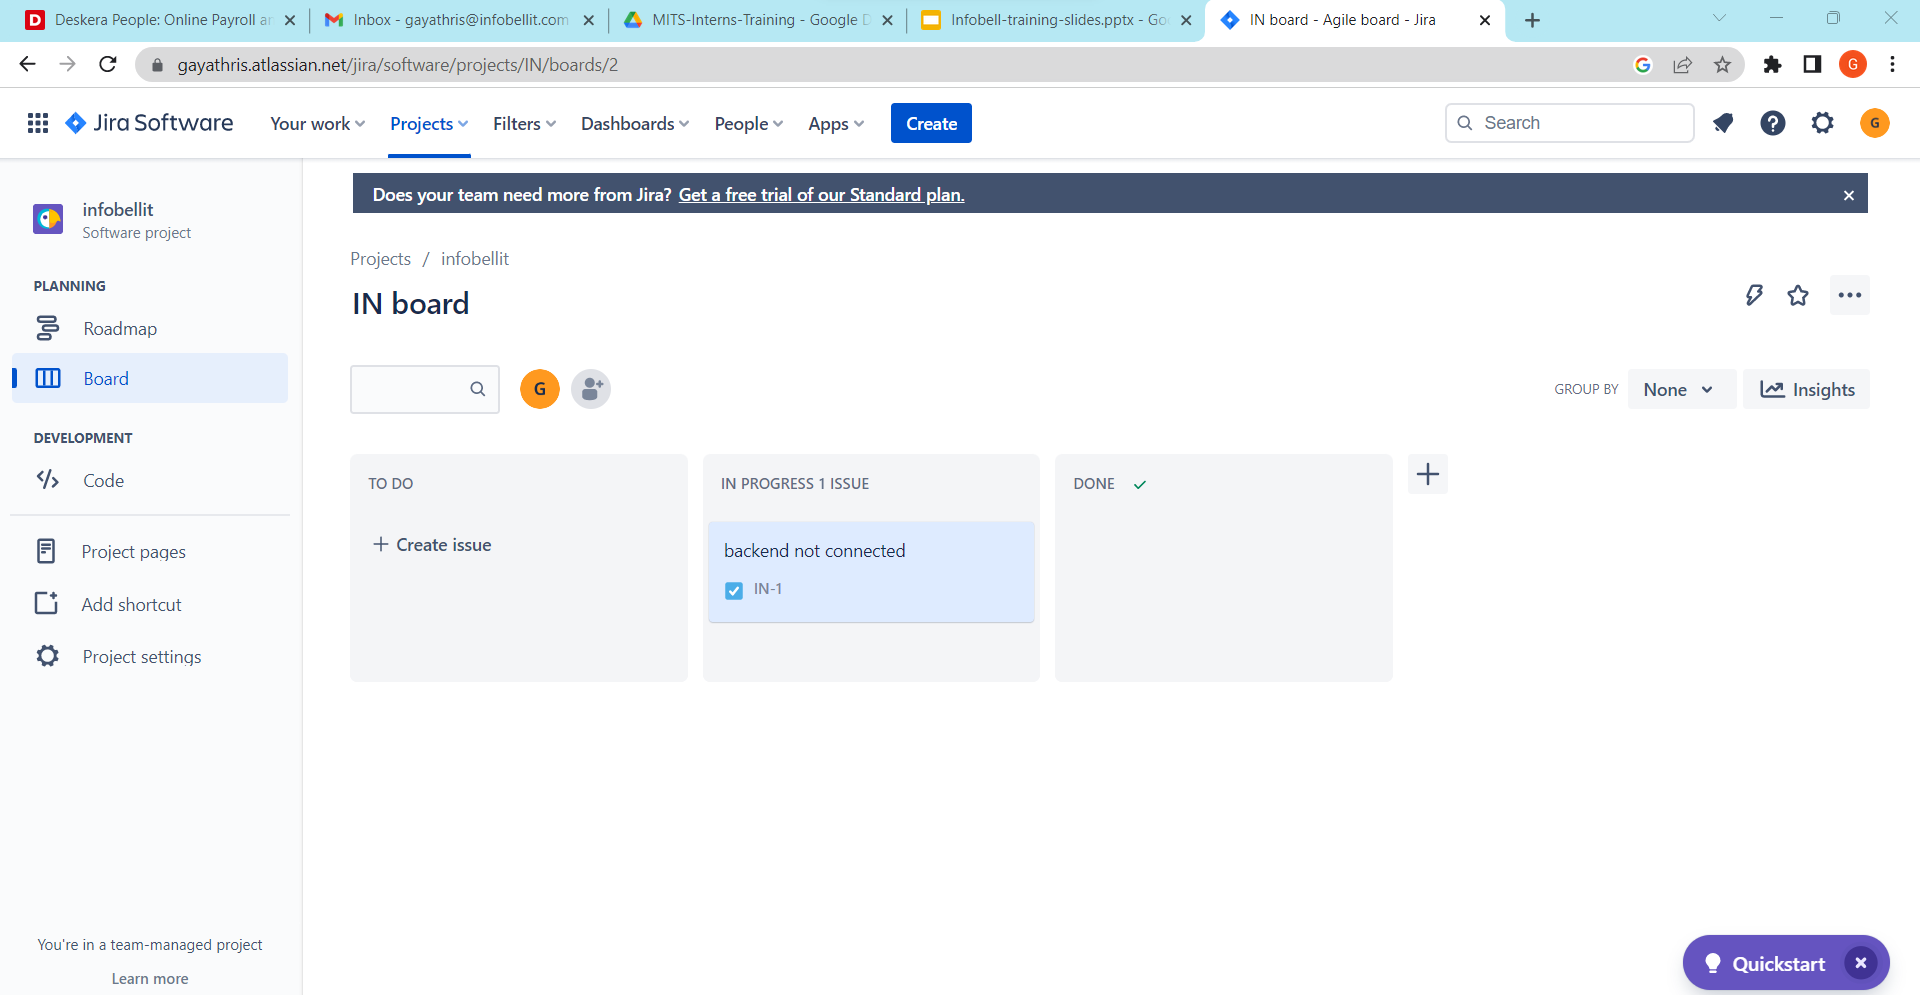 Deskera People: Online Payroll a
Inbox - gayathris@infobellit.com
MITS-Interns-Training - Google D
Infobell-training-slides.pptx - Go
IN board - Agile board - Jira
gayathris.atlassian.net/jira/software/projects/IN/boards/2
G
Jira Software
Your work
Projects
Filters
Dashboards
People
Apps
Create
Search
G
infobellit
Software project
Does your team need more from Jira? Get a free trial of our Standard plan.
Projects / infobellit
IN board
PLANNING
Roadmap
Board
G
GROUP BY
None
Insights
DEVELOPMENT
Code
TO DO
IN PROGRESS 1 ISSUE
DONE
Create issue
backend not connected
IN-1
Project pages
Add shortcut
Project settings
You're in a team-managed project
Learn more
Quickstart